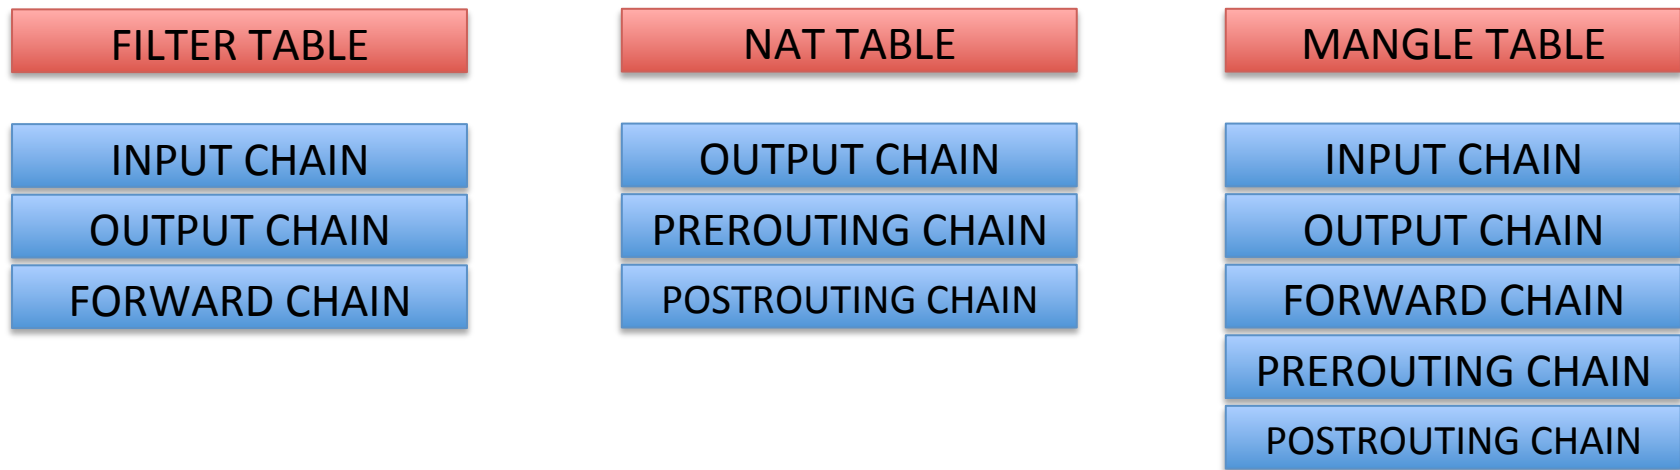 FILTER TABLE
INPUT CHAIN
OUTPUT CHAIN
FORWARD CHAIN
NAT TABLE
OUTPUT CHAIN
PREROUTING CHAIN
POSTROUTING CHAIN
MANGLE TABLE
INPUT CHAIN
OUTPUT CHAIN
FORWARD CHAIN
PREROUTING CHAIN
POSTROUTING CHAIN